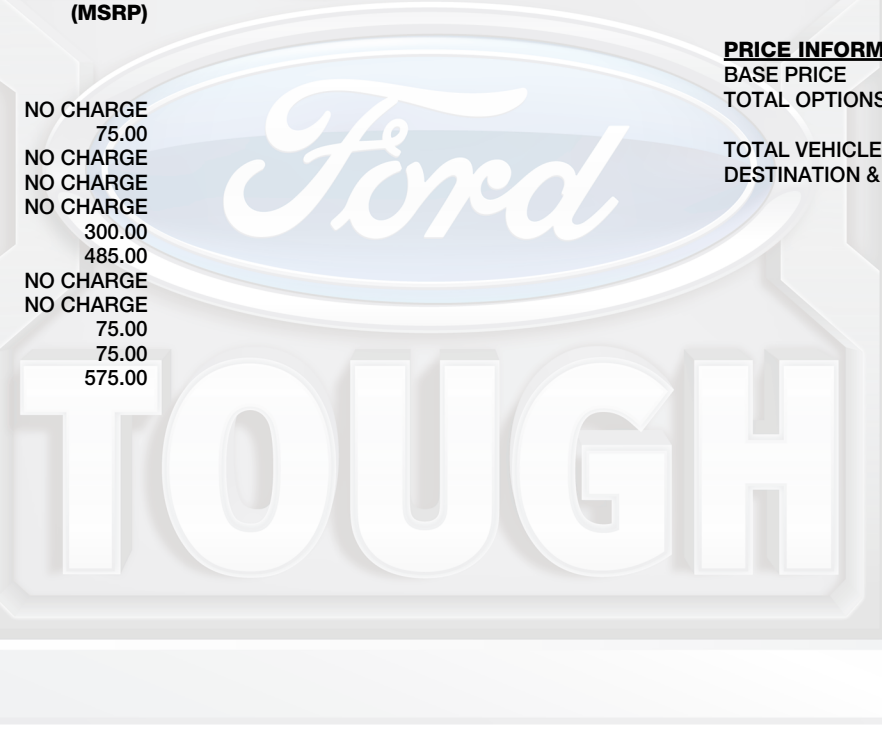 (MSRP)
NO CHARGE
75.00
NO CHARGE
NO CHARGE
NO CHARGE
300.00
485.00
NO CHARGE
NO CHARGE
75.00
75.00
575.00
PRICE INFORM
BASE PRICE
TOTAL OPTIONS
TOTAL VEHICLE
DESTINATION &
Ford
TOUGH